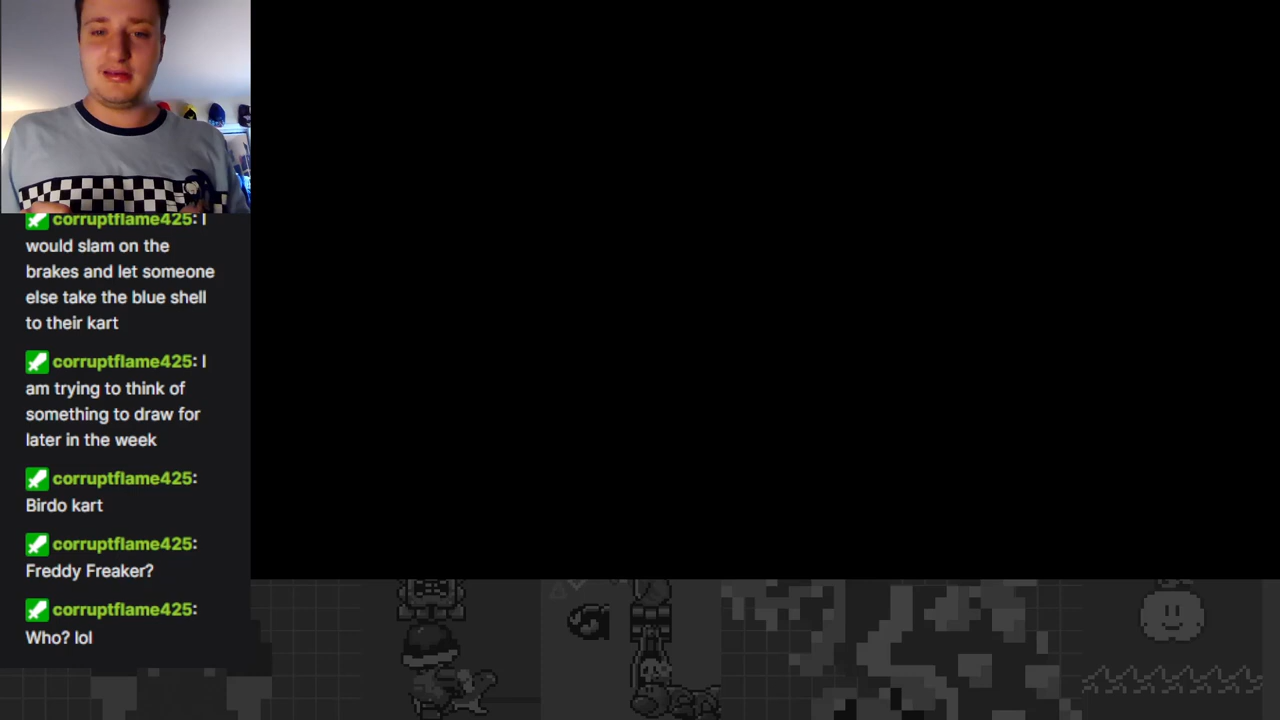 corruptflame425: I
would slam on the
brakes and let someone
else take the blue shell
to their kart
corruptflame425: I
am trying to think of
something to draw for
later in the week
corruptflame425:
Birdo kart
corruptflame425:
Freddy Freaker?
corruptflame425:
Who? lol